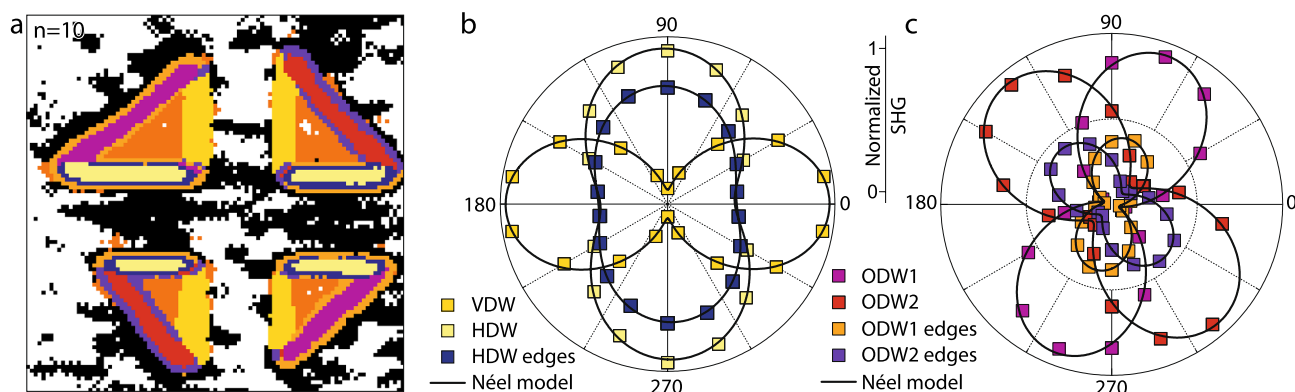 a
n=10
b
90
180
0
270
VDW
HDW
HDW edges
Néel model
1
Normalized
SHG
0
c
90
180
0
270
ODW1
ODW2
ODW1 edges
ODW2 edges
Néel model